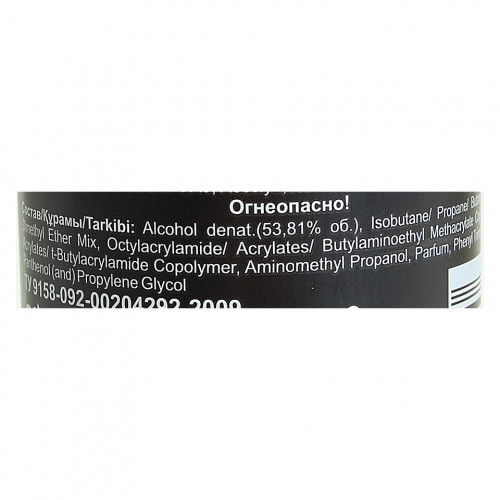 Огнеопасно!
Состав/Құрамы/Tarkibi: Alcohol denat.(53,81% об.), Isobutane/ Propane/
Dimethyl Ether Mix, Octylacrylamide/ Acrylates/ Butylaminoethyl Methacrylate
Acrylates/ t-Butylacrylamide Copolymer, Aminomethyl Propanol, Parfum, Phenyl
Panthenol (and) Propylene Glycol
ТУ 9158-092-00204292-2009